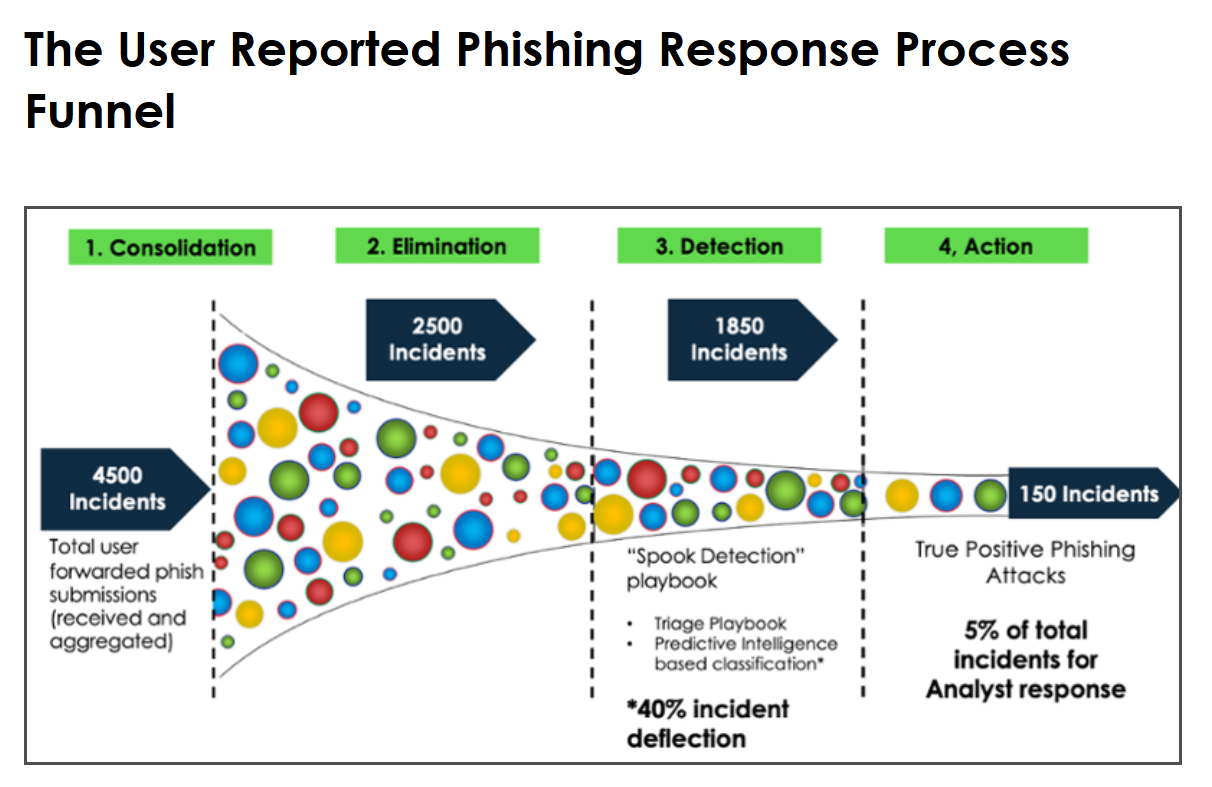 The User Reported Phishing Response Process
Funnel
1. Consolidation
2. Elimination
3. Detection
4, Action
2500
Incidents
1850
Incidents
4500
Incidents
150 Incidents
Total user
forwarded phish
submissions
(received and
aggregated)
“Spook Detection”
playbook
• Triage Playbook
• Predictive Intelligence
based classification*
*40% incident
deflection
True Positive Phishing
Attacks
5% of total
incidents for
Analyst response